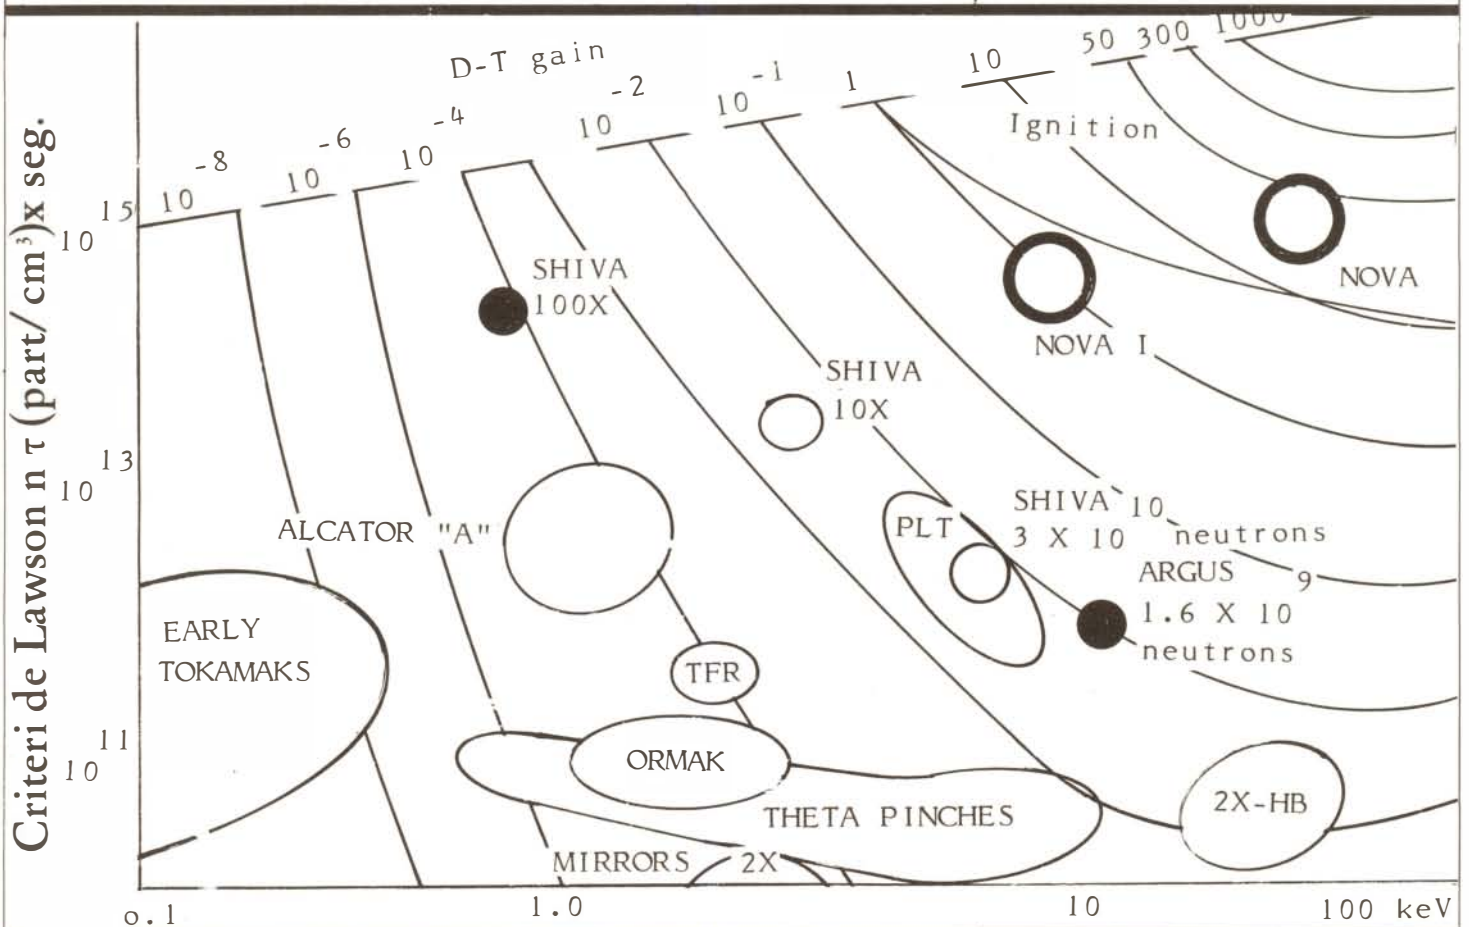 D-T gain
10 -8
10 -6
10 -4
10 -2
10 -1
1
10
50 300 1000
Ignition
Criteri de Lawson n τ (part/cm³)x seg.
10 15
10 13
10 11
SHIVA
100X
NOVA
NOVA I
SHIVA
10X
ALCATOR "A"
PLT
SHIVA 10
3 X 10 neutrons
ARGUS 9
1.6 X 10
neutrons
EARLY
TOKAMAKS
TFR
ORMAK
THETA PINCHES
2X-HB
MIRRORS 2X
o.1 1.0 10 100 keV